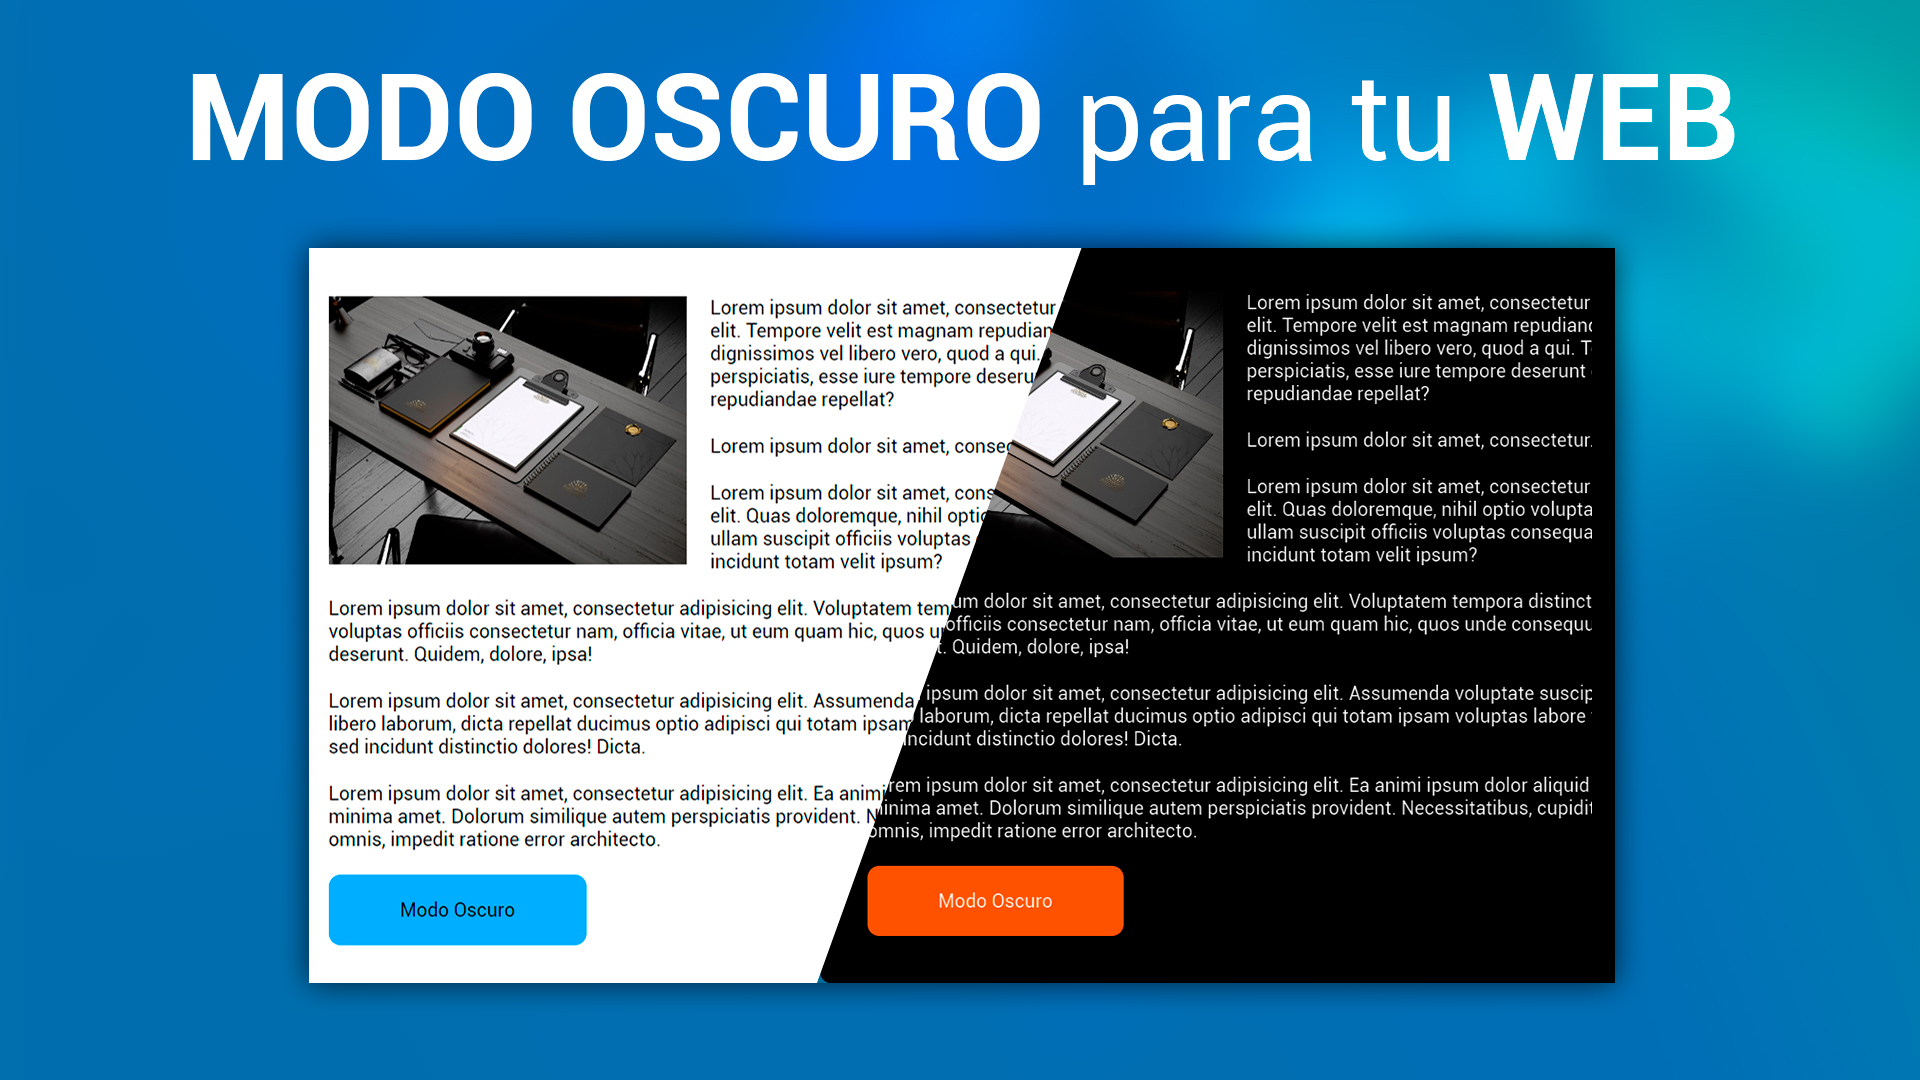 MODO OSCURO para tu WEB
Lorem ipsum dolor sit amet, consectetur
elit. Tempore velit est magnam repudian
dignissimos vel libero vero, quod a qui.
perspiciatis, esse iure tempore deseru
repudiandae repellat?
Lorem ipsum dolor sit amet, consec
Lorem ipsum dolor sit amet, cons
elit. Quas doloremque, nihil optio
ullam suscipit officiis voluptas
incidunt totam velit ipsum?
Lorem ipsum dolor sit amet, consectetur adipisicing elit. Voluptatem tem
voluptas officiis consectetur nam, officia vitae, ut eum quam hic, quos u
deserunt. Quidem, dolore, ipsa!
Lorem ipsum dolor sit amet, consectetur adipisicing elit. Assumenda
libero laborum, dicta repellat ducimus optio adipisci qui totam ipsam
sed incidunt distinctio dolores! Dicta.
Lorem ipsum dolor sit amet, consectetur adipisicing elit. Ea animi
minima amet. Dolorum similique autem perspiciatis provident. N
omnis, impedit ratione error architecto.
Modo Oscuro
Lorem ipsum dolor sit amet, consectetur
elit. Tempore velit est magnam repudianc
dignissimos vel libero vero, quod a qui. T
perspiciatis, esse iure tempore deserunt
repudiandae repellat?
Lorem ipsum dolor sit amet, consectetur.
Lorem ipsum dolor sit amet, consectetur
elit. Quas doloremque, nihil optio volupta
ullam suscipit officiis voluptas consequa
incidunt totam velit ipsum?
um dolor sit amet, consectetur adipisicing elit. Voluptatem tempora distinct
officiis consectetur nam, officia vitae, ut eum quam hic, quos unde consequu
t. Quidem, dolore, ipsa!
ipsum dolor sit amet, consectetur adipisicing elit. Assumenda voluptate suscip
laborum, dicta repellat ducimus optio adipisci qui totam ipsam voluptas labore
incidunt distinctio dolores! Dicta.
rem ipsum dolor sit amet, consectetur adipisicing elit. Ea animi ipsum dolor aliquid
inima amet. Dolorum similique autem perspiciatis provident. Necessitatibus, cupidit
omnis, impedit ratione error architecto.
Modo Oscuro